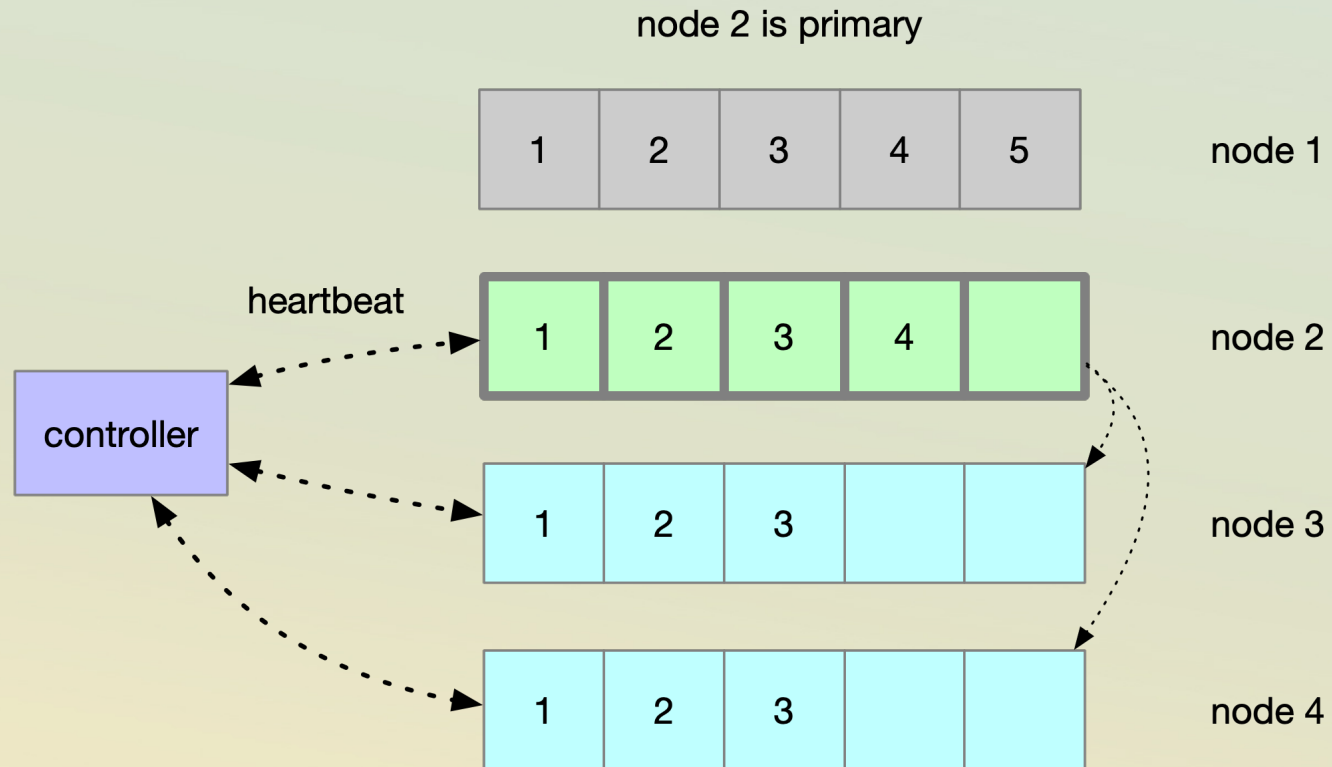 node 2 is primary
1 2 3 4 5 node 1
heartbeat
1 2 3 4 node 2
controller
1 2 3 node 3
1 2 3 node 4